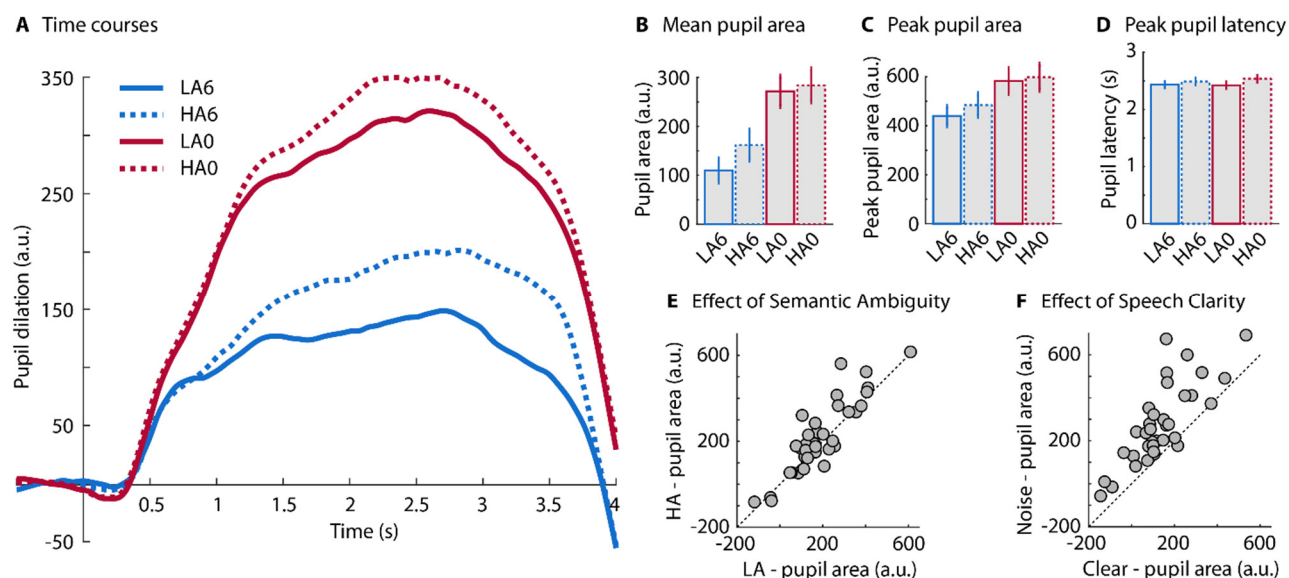 A Time courses
350
250
150
50
-50
Pupil dilation (a.u.)
LA6
HA6
LA0
HA0
0.5 1 1.5 2 2.5 3 3.5 4
Time (s)
B Mean pupil area
300
200
100
0
Pupil area (a.u.)
LA6 HA6 LA0 HA0
C Peak pupil area
600
400
200
0
Peak pupil area (a.u.)
LA6 HA6 LA0 HA0
D Peak pupil latency
3
2
1
0
Pupil latency (s)
LA6 HA6 LA0 HA0
E Effect of Semantic Ambiguity
600
200
-200
HA - pupil area (a.u.)
-200 200 600
LA - pupil area (a.u.)
F Effect of Speech Clarity
600
200
-200
Noise - pupil area (a.u.)
-200 200 600
Clear - pupil area (a.u.)